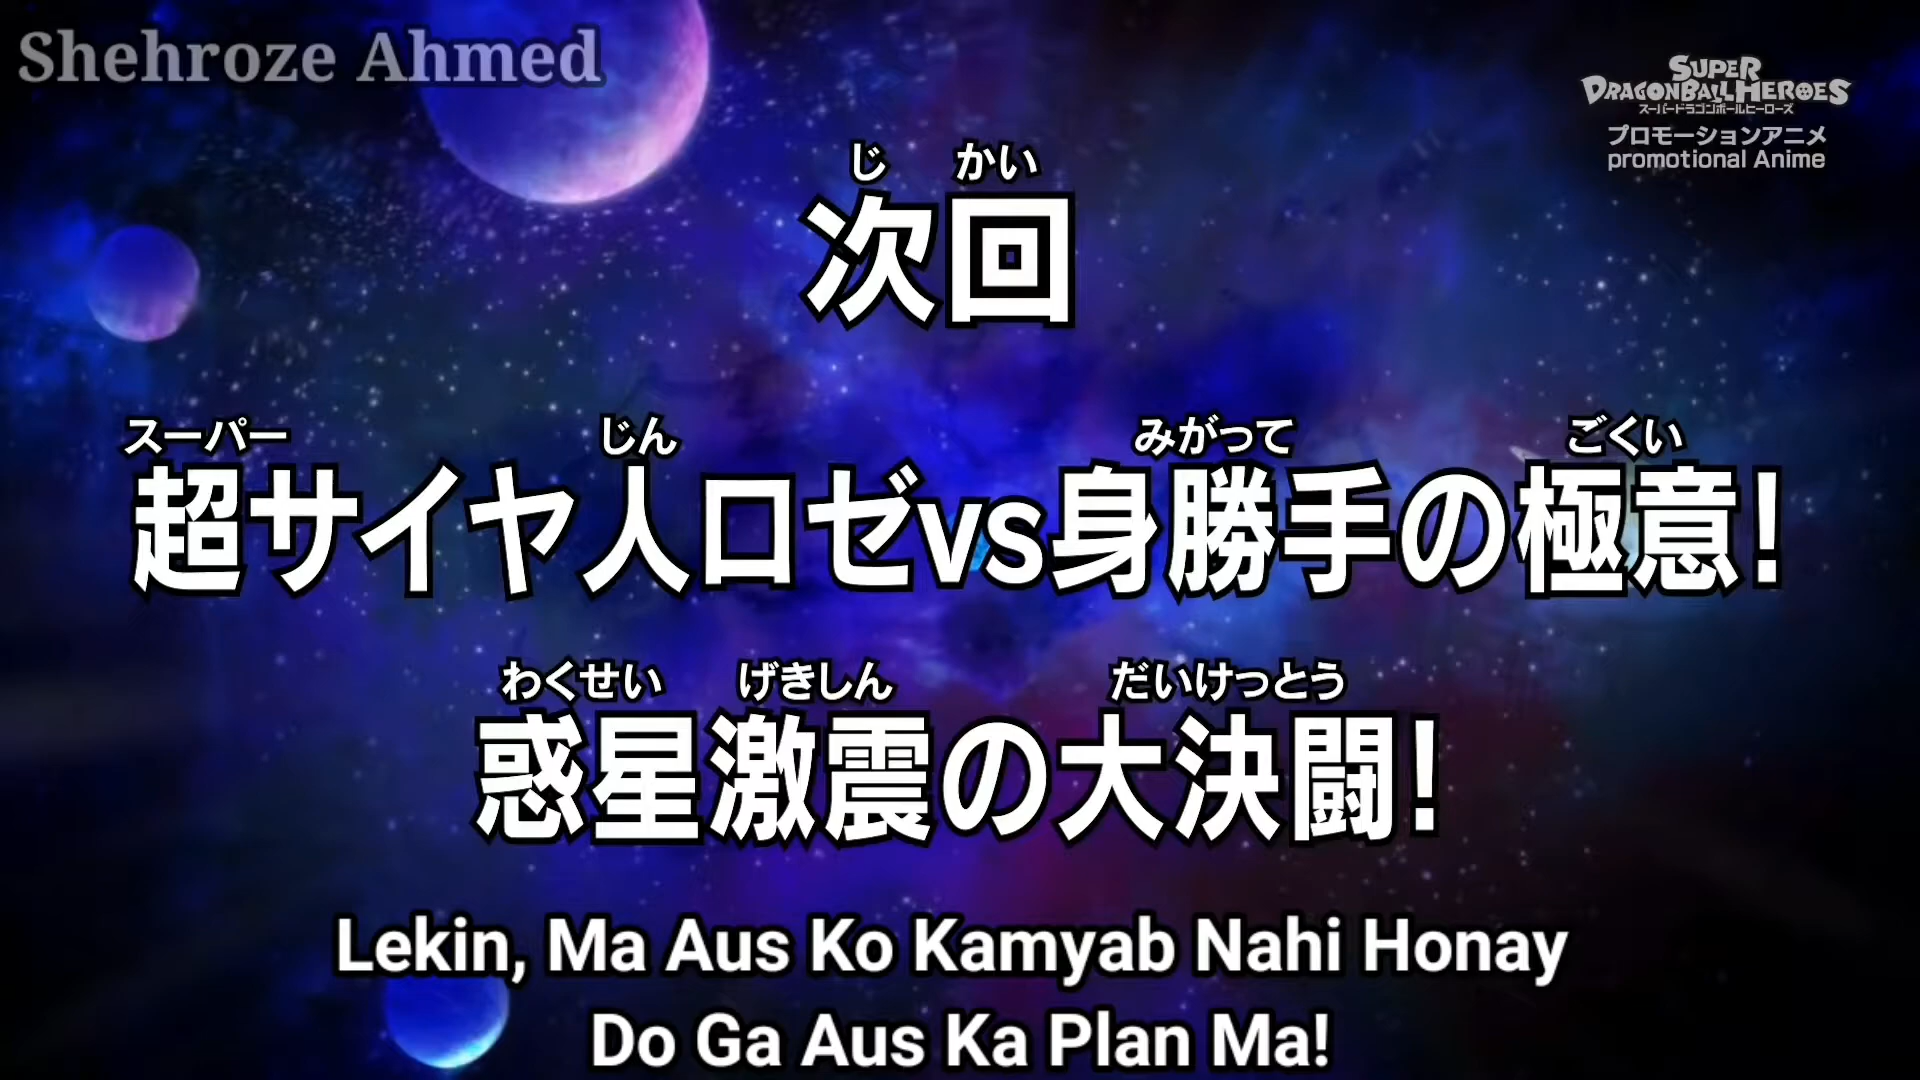 Shehroze Ahmed
SUPER
DRAGONBALL HEROES
スーパードラゴンボールヒーローズ
プロモーションアニメ
promotional Anime
じ かい
次回
スーパー じん みがって ごくい
超サイヤ人ロゼvs身勝手の極意!
わくせい げきしん だいけっとう
惑星激震の大決闘!
Lekin, Ma Aus Ko Kamyab Nahi Honay
Do Ga Aus Ka Plan Ma!